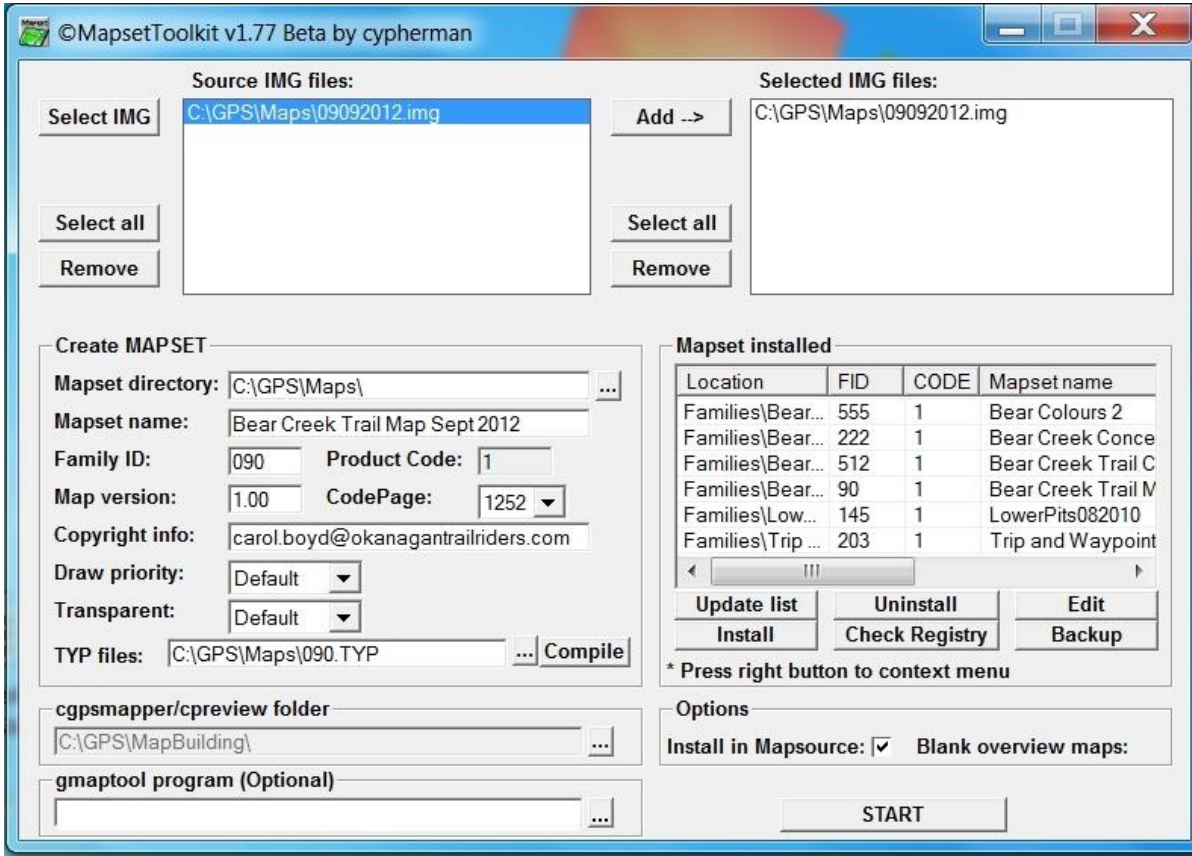 ©MapsetToolkit v1.77 Beta by cypherman
Source IMG files:
Selected IMG files:
Select IMG
C:\GPS\Maps\09092012.img
Add -->
C:\GPS\Maps\09092012.img
Select all
Select all
Remove
Remove
Create MAPSET
Mapset directory: C:\GPS\Maps\ ...
Mapset name: Bear Creek Trail Map Sept 2012
Family ID: 090 Product Code: 1
Map version: 1.00 CodePage: 1252
Copyright info: carol.boyd@okanagantrailriders.com
Draw priority: Default
Transparent: Default
TYP files: C:\GPS\Maps\090.TYP ... Compile
Mapset installed
Location FID CODE Mapset name
Families\Bear... 555 1 Bear Colours 2
Families\Bear... 222 1 Bear Creek Conce
Families\Bear... 512 1 Bear Creek Trail C
Families\Bear... 90 1 Bear Creek Trail M
Families\Low... 145 1 LowerPits082010
Families\Trip ... 203 1 Trip and Waypoint
Update list Uninstall Edit
Install Check Registry Backup
* Press right button to context menu
cgpsmapper/cpreview folder
C:\GPS\MapBuilding\ ...
Options
Install in Mapsource: Blank overview maps:
gmaptool program (Optional)
...
START